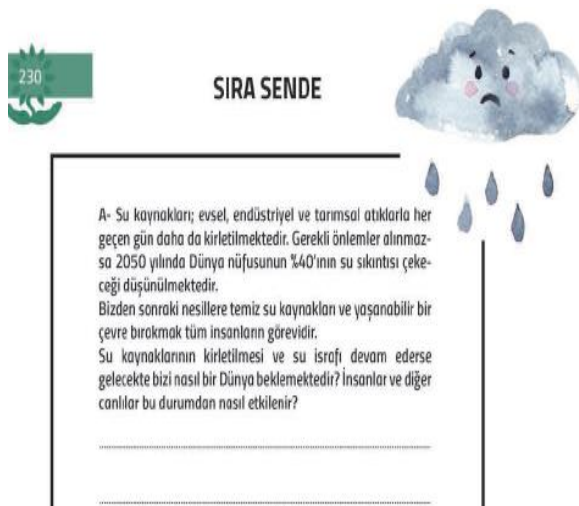 230
SIRA SENDE
A- Su kaynakları; evsel, endüstriyel ve tarımsal atıklarla her
geçen gün daha da kirletilmektedir. Gerekli önlemler alınmaz-
sa 2050 yılında Dünya nüfusunun %40'ının su sıkıntısı çeke-
ceği düşünülmektedir.
Bizden sonraki nesillere temiz su kaynakları ve yaşanabilir bir
çevre bırakmak tüm insanların görevidir.
Su kaynaklarının kirletilmesi ve su israfı devam ederse
gelecekte bizi nasıl bir Dünya beklemektedir? İnsanlar ve diğer
canlılar bu durumdan nasıl etkilenir?